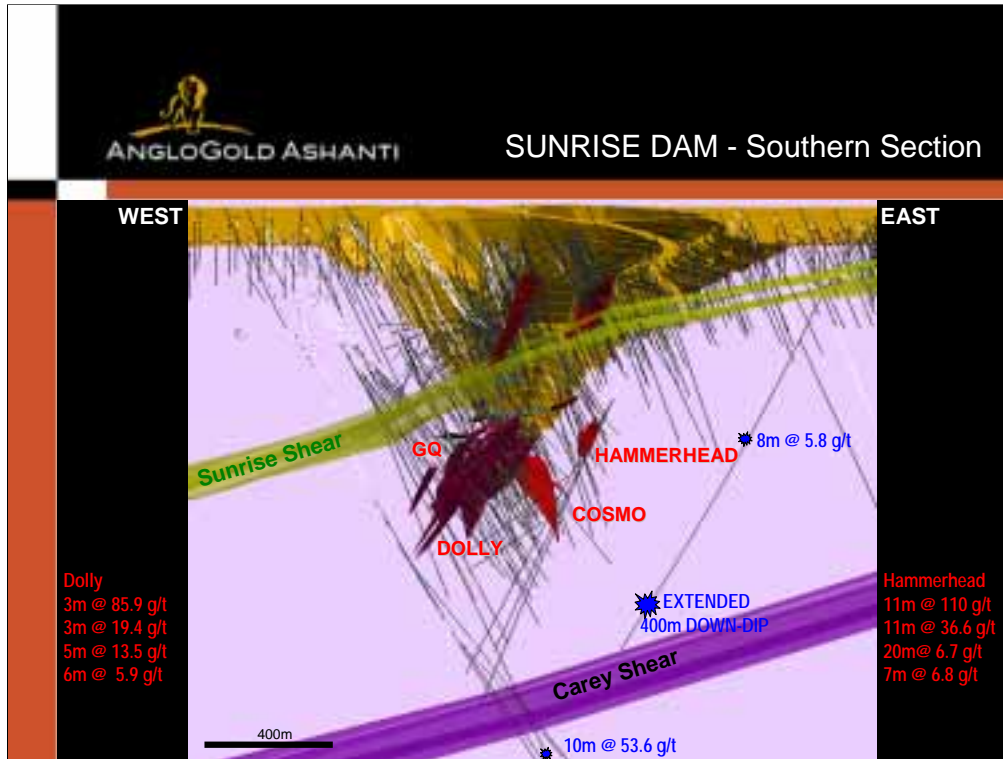 ANGLOGOLD ASHANTI
SUNRISE DAM - Southern Section
WEST
EAST
Sunrise Shear
GQ
HAMMERHEAD
8m @ 5.8 g/t
COSMO
DOLLY
Dolly
3m @ 85.9 g/t
3m @ 19.4 g/t
5m @ 13.5 g/t
6m @ 5.9 g/t
EXTENDED
400m DOWN-DIP
Hammerhead
11m @ 110 g/t
11m @ 36.6 g/t
20m@ 6.7 g/t
7m @ 6.8 g/t
Carey Shear
400m
10m @ 53.6 g/t